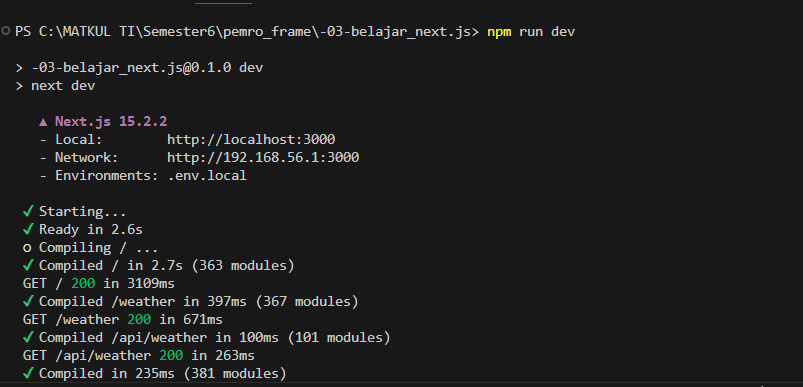 PS C:\MATKUL TI\Semester6\pemro_frame\-03-belajar_next.js> npm run dev
> -03-belajar_next.js@0.1.0 dev
> next dev
▲ Next.js 15.2.2
- Local: http://localhost:3000
- Network: http://192.168.56.1:3000
- Environments: .env.local
✓ Starting...
✓ Ready in 2.6s
○ Compiling / ...
✓ Compiled / in 2.7s (363 modules)
GET / 200 in 3109ms
✓ Compiled /weather in 397ms (367 modules)
GET /weather 200 in 671ms
✓ Compiled /api/weather in 100ms (101 modules)
GET /api/weather 200 in 263ms
✓ Compiled in 235ms (381 modules)